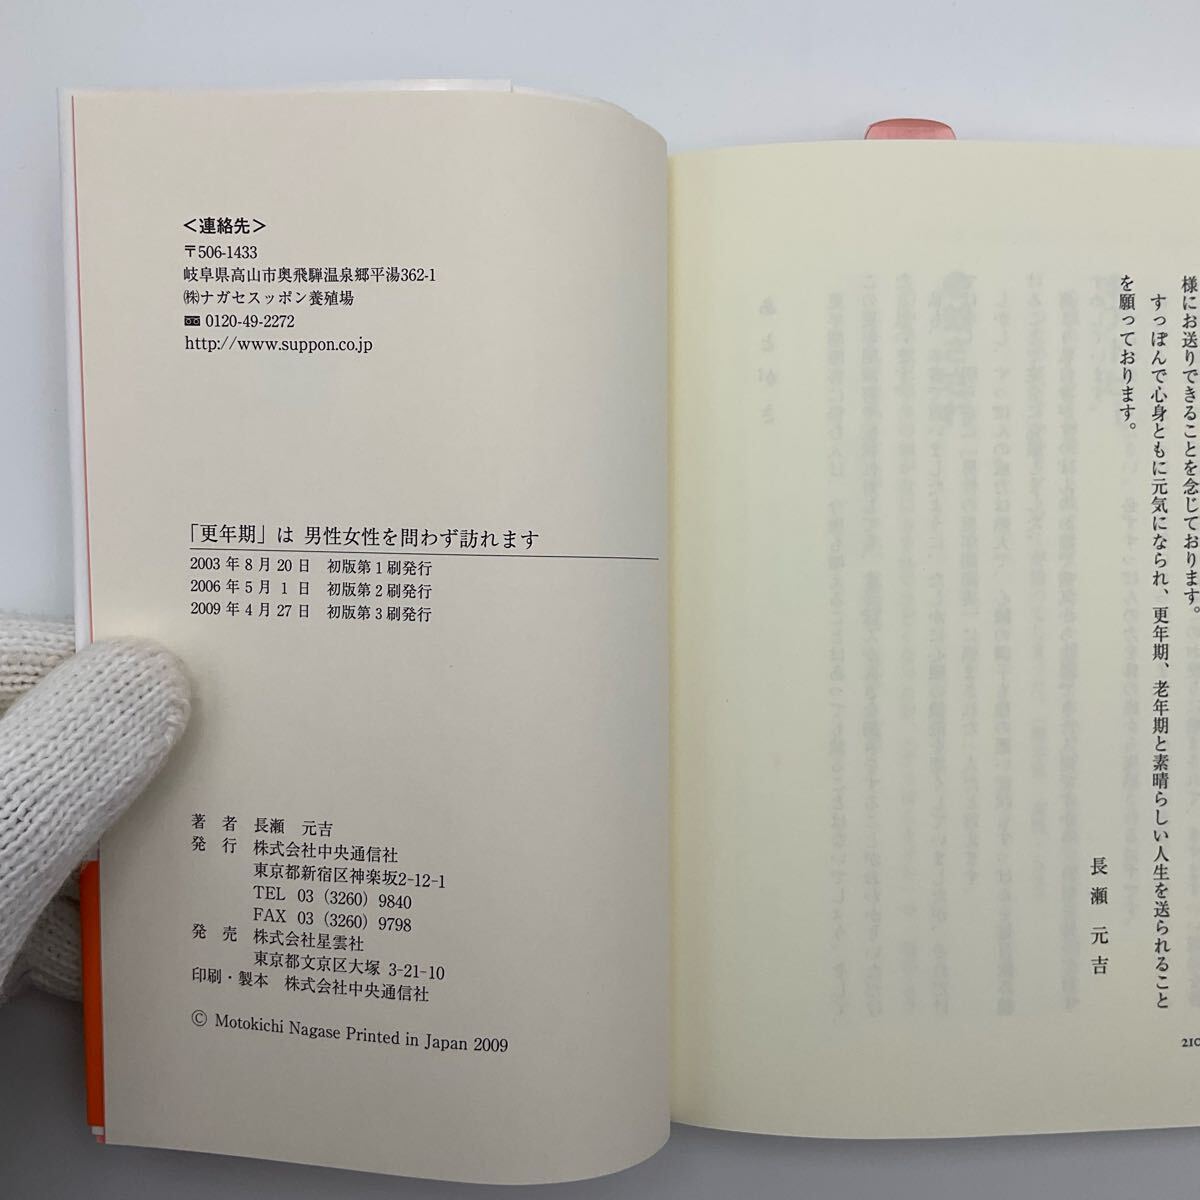 ＜連絡先＞
〒506-1433
岐阜県高山市奥飛騨温泉郷平湯362-1
㈱ナガセスッポン養殖場
0120-49-2272
http://www.suppon.co.jp
「更年期」は 男性女性を問わず訪れます
2003年8月20日 初版第1刷発行
2006年5月1日 初版第2刷発行
2009年4月27日 初版第3刷発行
著者 長瀬 元吉
発行 株式会社中央通信社
東京都新宿区神楽坂2-12-1
TEL 03 (3260) 9840
FAX 03 (3260) 9798
発売 株式会社星雲社
東京都文京区大塚 3-21-10
印刷・製本 株式会社中央通信社
© Motokichi Nagase Printed in Japan 2009
様にお送りできることを念じております。
すっぽんで心身ともに元気になられ、更年期、老年期と素晴らしい人生を送られること
を願っております。
長瀬元吉
210